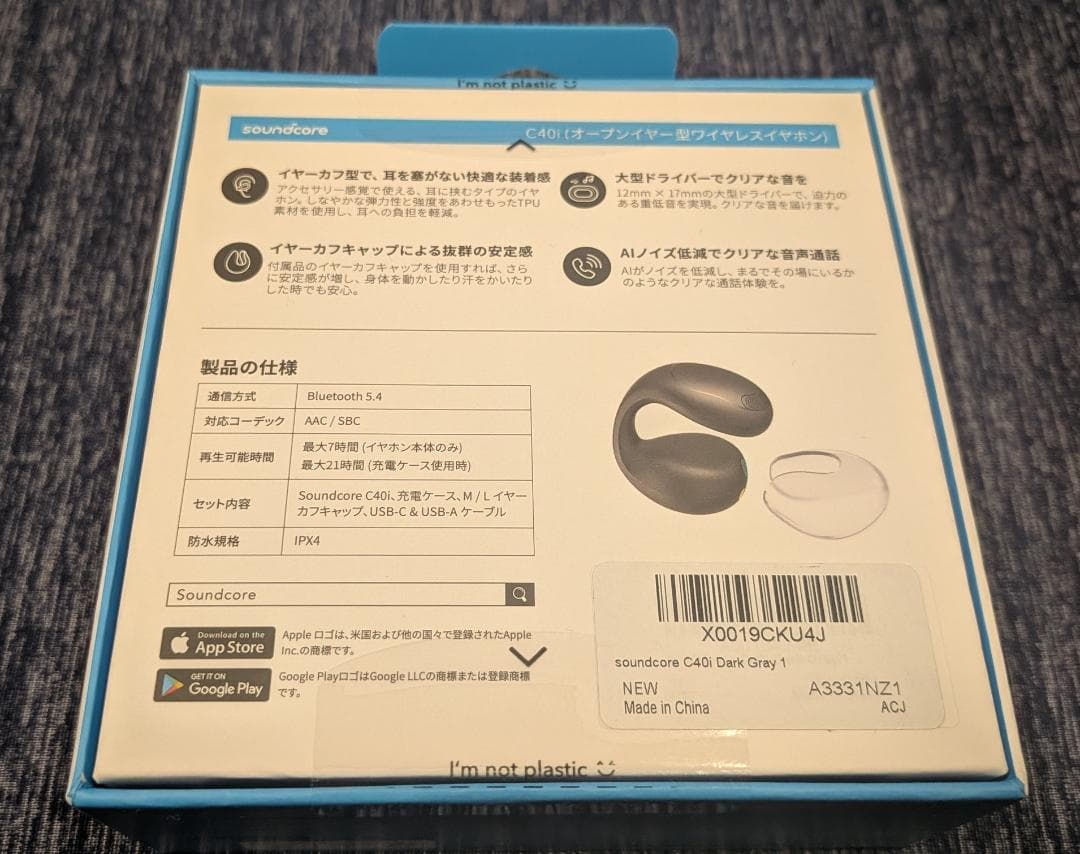 I'm not plastic
soundcore
C40i (オープンイヤー型ワイヤレスイヤホン)
イヤーカフ型で、耳を塞がない快適な装着感
アクセサリー感覚で使える、耳に挟むタイプのイヤ
ホン。しなやかな弾力性と強度をあわせもったTPU
素材を使用し、耳への負担を軽減。
大型ドライバーでクリアな音を
12mm × 17mmの大型ドライバーで、迫力の
ある重低音を実現。クリアな音を届けます。
イヤーカフキャップによる抜群の安定感
付属品のイヤーカフキャップを使用すれば、さら
に安定感が増し、身体を動かしたり汗をかいたり
した時でも安心。
AIノイズ低減でクリアな音声通話
AIがノイズを低減し、まるでその場にいるか
のようなクリアな通話体験を。
製品の仕様
通信方式 Bluetooth 5.4
対応コーデック AAC / SBC
再生可能時間 最大7時間 (イヤホン本体のみ)
最大21時間 (充電ケース使用時)
セット内容 Soundcore C40i、充電ケース、M / L イヤー
カフキャップ、USB-C & USB-A ケーブル
防水規格 IPX4
Soundcore
Download on the
App Store
Apple ロゴは、米国および他の国々で登録されたApple
Inc.の商標です。
GET IT ON
Google Play
Google PlayロゴはGoogle LLCの商標または登録商標
です。
X0019CKU4J
soundcore C40i Dark Gray 1
NEW A3331NZ1
Made in China ACJ
I'm not plastic